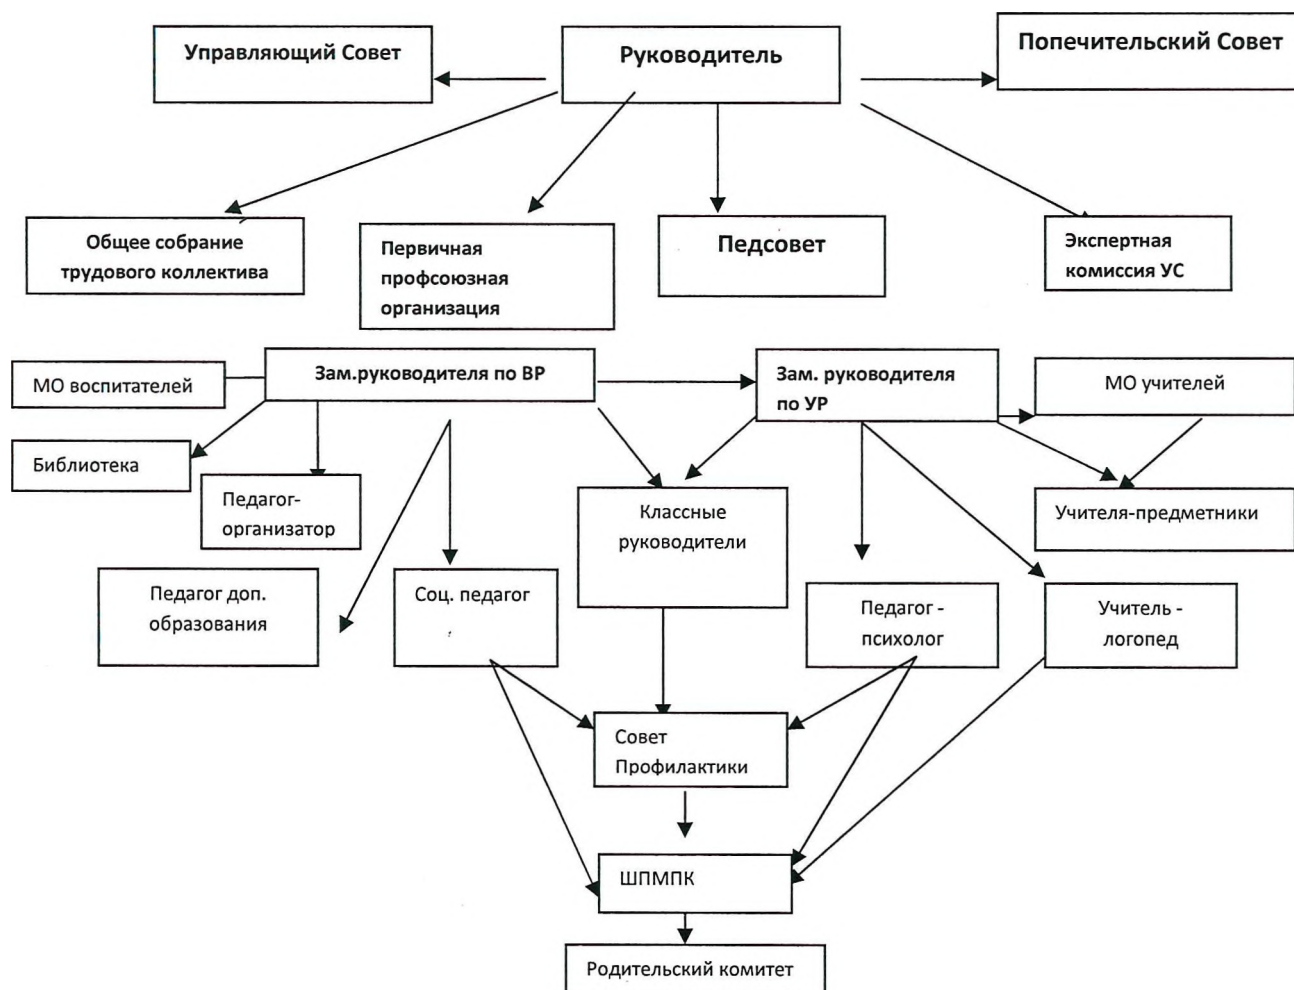 Управляющий Совет
Руководитель
Попечительский Совет
Общее собрание
трудового коллектива
Первичная
профсоюзная
организация
Педсовет
Экспертная
комиссия УС
МО воспитателей
Зам.руководителя по ВР
Зам. руководителя
по УР
МО учителей
Библиотека
Педагог-
организатор
Классные
руководители
Учителя-предметники
Педагог доп.
образования
Соц. педагог
Педагог -
психолог
Учитель -
логопед
Совет
Профилактики
ШПМПК
Родительский комитет